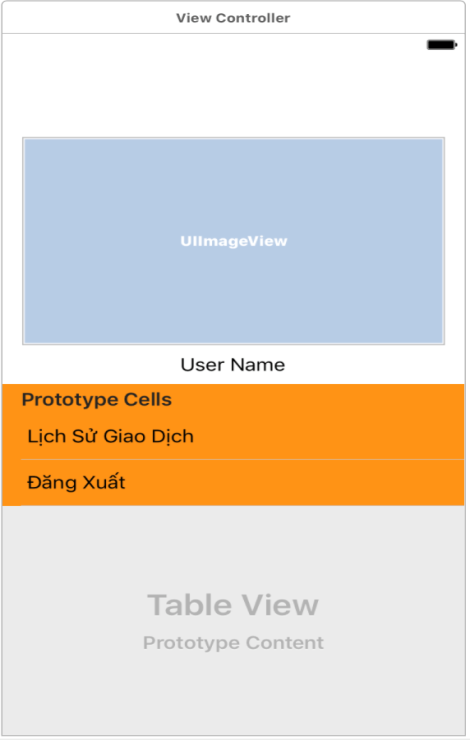 View Controller
UIImageView
User Name
Prototype Cells
Lịch Sử Giao Dịch
Đăng Xuất
Table View
Prototype Content